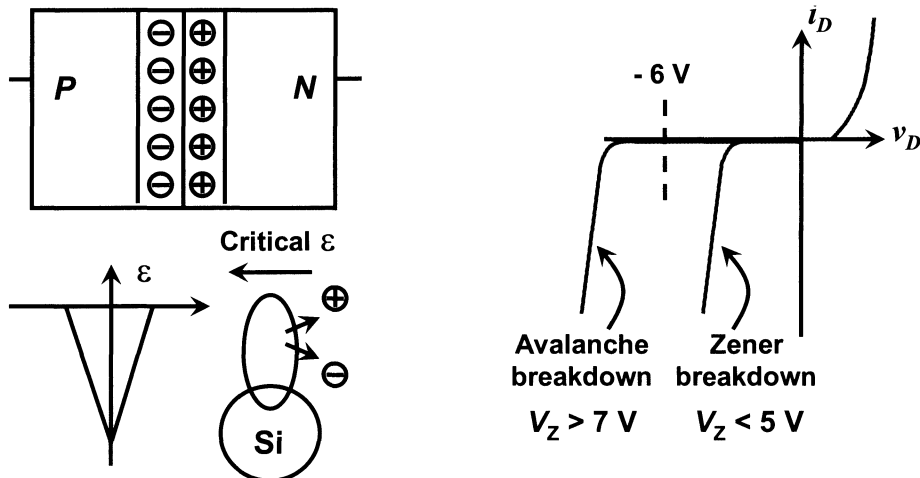 P
N
⊖ ⊕
⊖ ⊕
⊖ ⊕
⊖ ⊕
⊖ ⊕
Critical ε
ε
⊕
⊖
Si
i_D
- 6 V
v_D
Avalanche
breakdown
V_Z > 7 V
Zener
breakdown
V_Z < 5 V